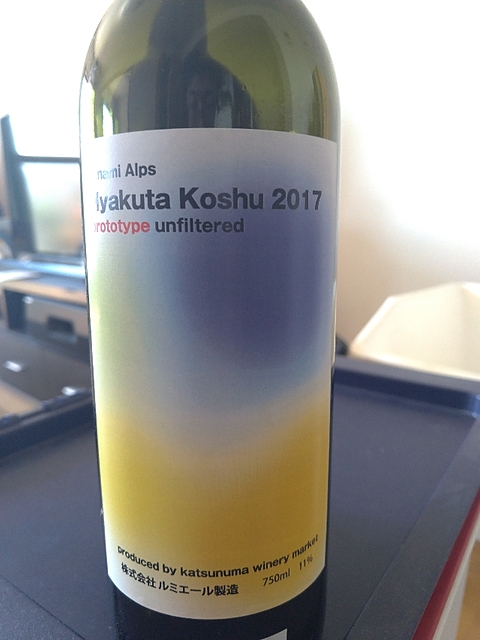 nami Alps
yakuta Koshu 2017
rototype unfiltered
produced by katsunuma winery market
株式会社 ルミエール製造 750ml 11%